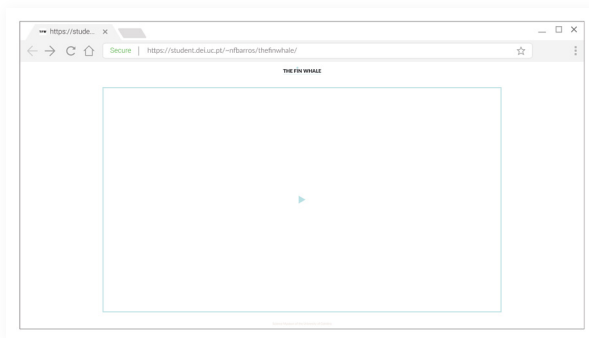 https://stude...
Secure | https://student.dei.uc.pt/~nfbarros/thefinwhale/
THE FIN WHALE